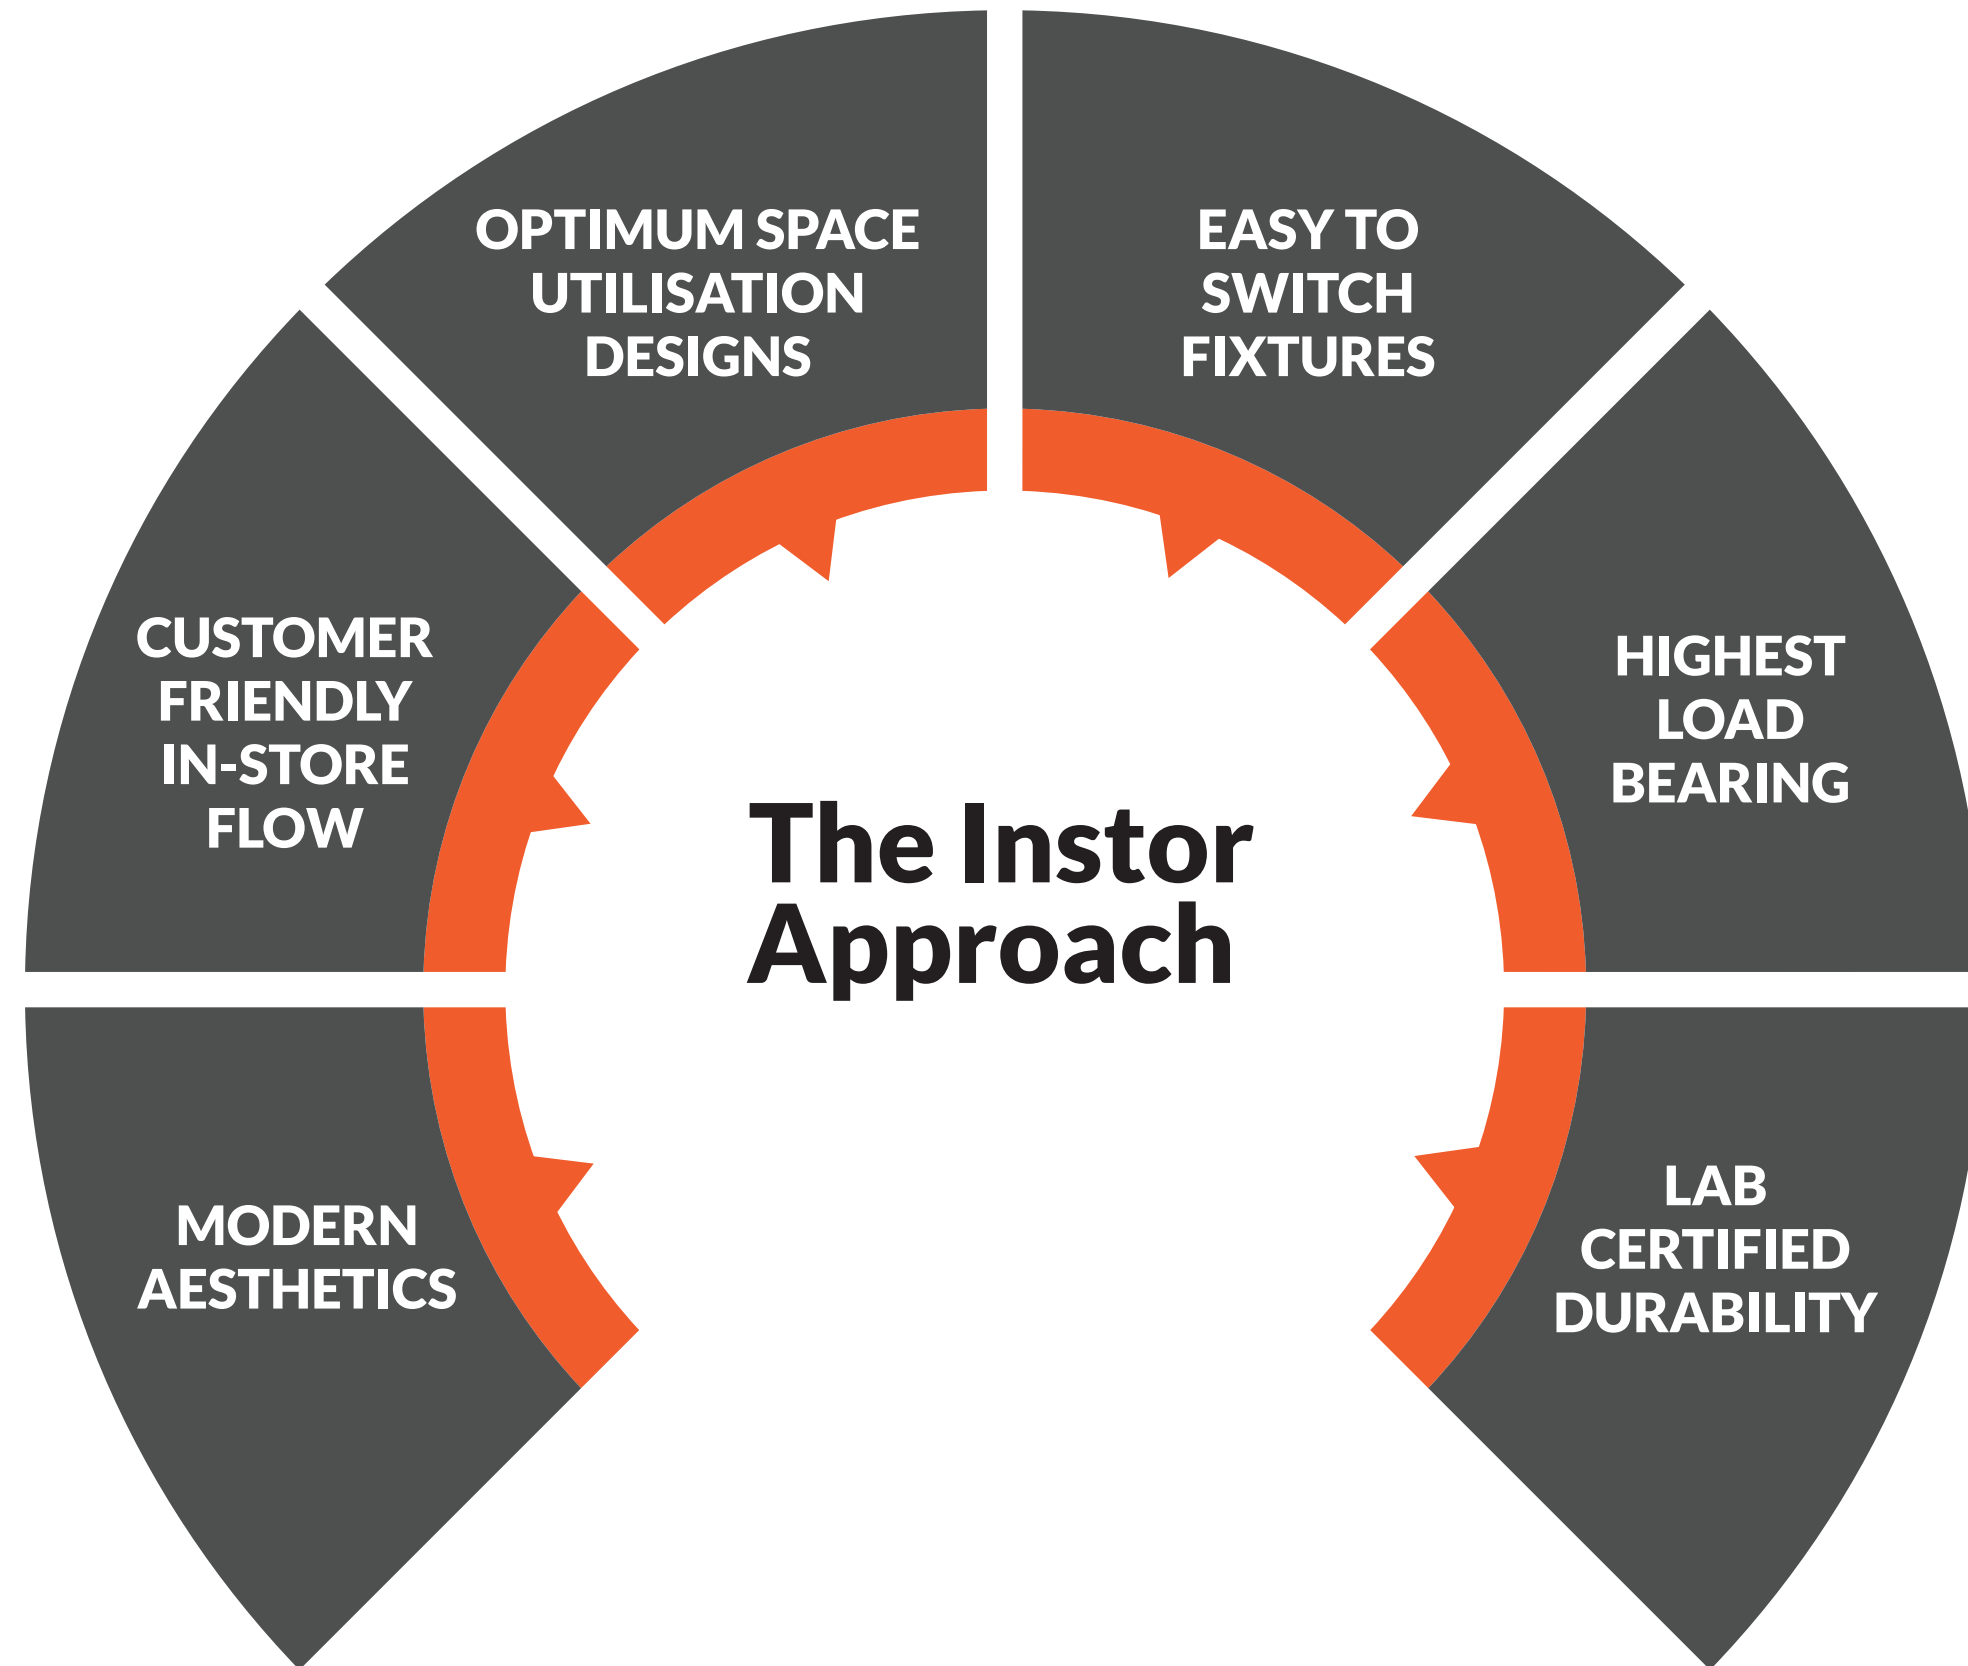 OPTIMUM SPACE
UTILISATION
DESIGNS
EASY TO
SWITCH
FIXTURES
CUSTOMER
FRIENDLY
IN-STORE
FLOW
HIGHEST
LOAD
BEARING
The Instor
Approach
MODERN
AESTHETICS
LAB
CERTIFIED
DURABILITY